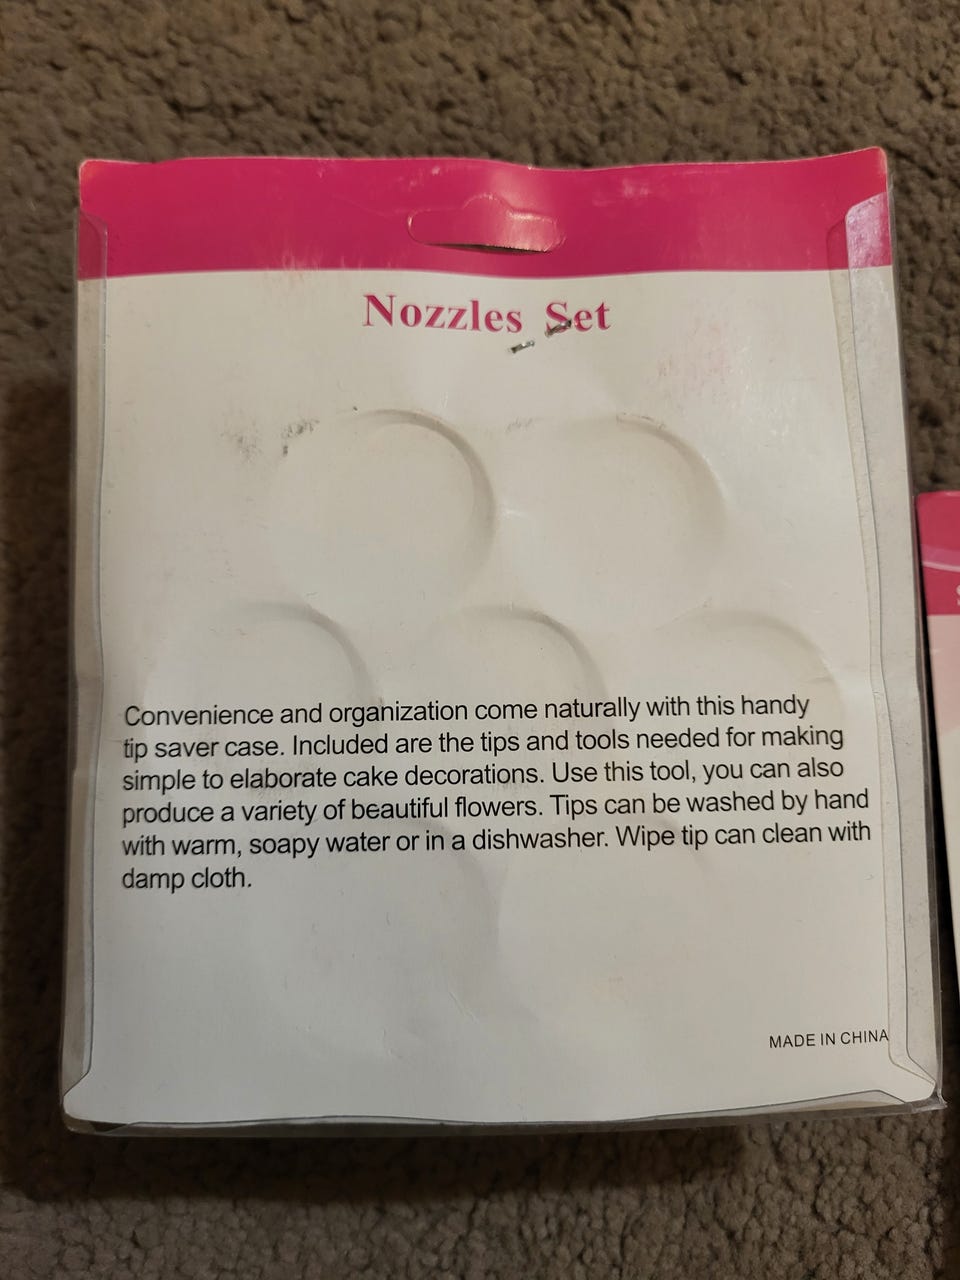 Nozzles Set
Convenience and organization come naturally with this handy
tip saver case. Included are the tips and tools needed for making
simple to elaborate cake decorations. Use this tool, you can also
produce a variety of beautiful flowers. Tips can be washed by hand
with warm, soapy water or in a dishwasher. Wipe tip can clean with
damp cloth.
MADE IN CHINA